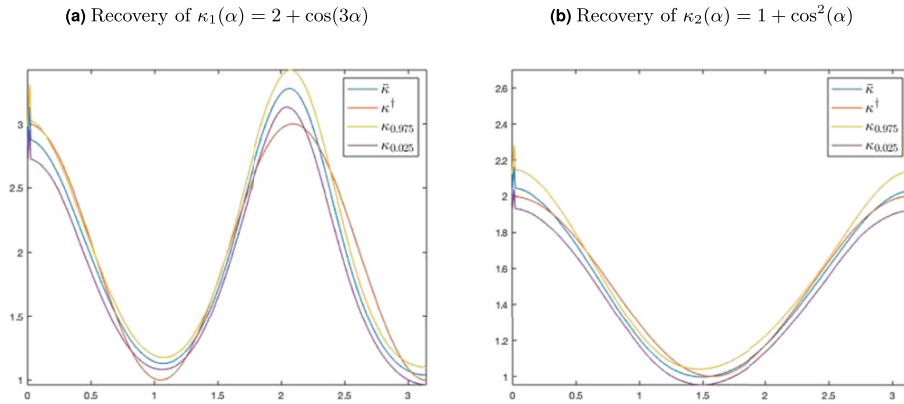 (a) Recovery of κ₁(α) = 2 + cos(3α)
(b) Recovery of κ₂(α) = 1 + cos²(α)
κ̄
κ†
κ₀.₉₇₅
κ₀.₀₂₅
3
2.5
2
1.5
1
0
0.5
1
1.5
2
2.5
3
κ̄
κ†
κ₀.₉₇₅
κ₀.₀₂₅
2.6
2.4
2.2
2
1.8
1.6
1.4
1.2
1
0
0.5
1
1.5
2
2.5
3